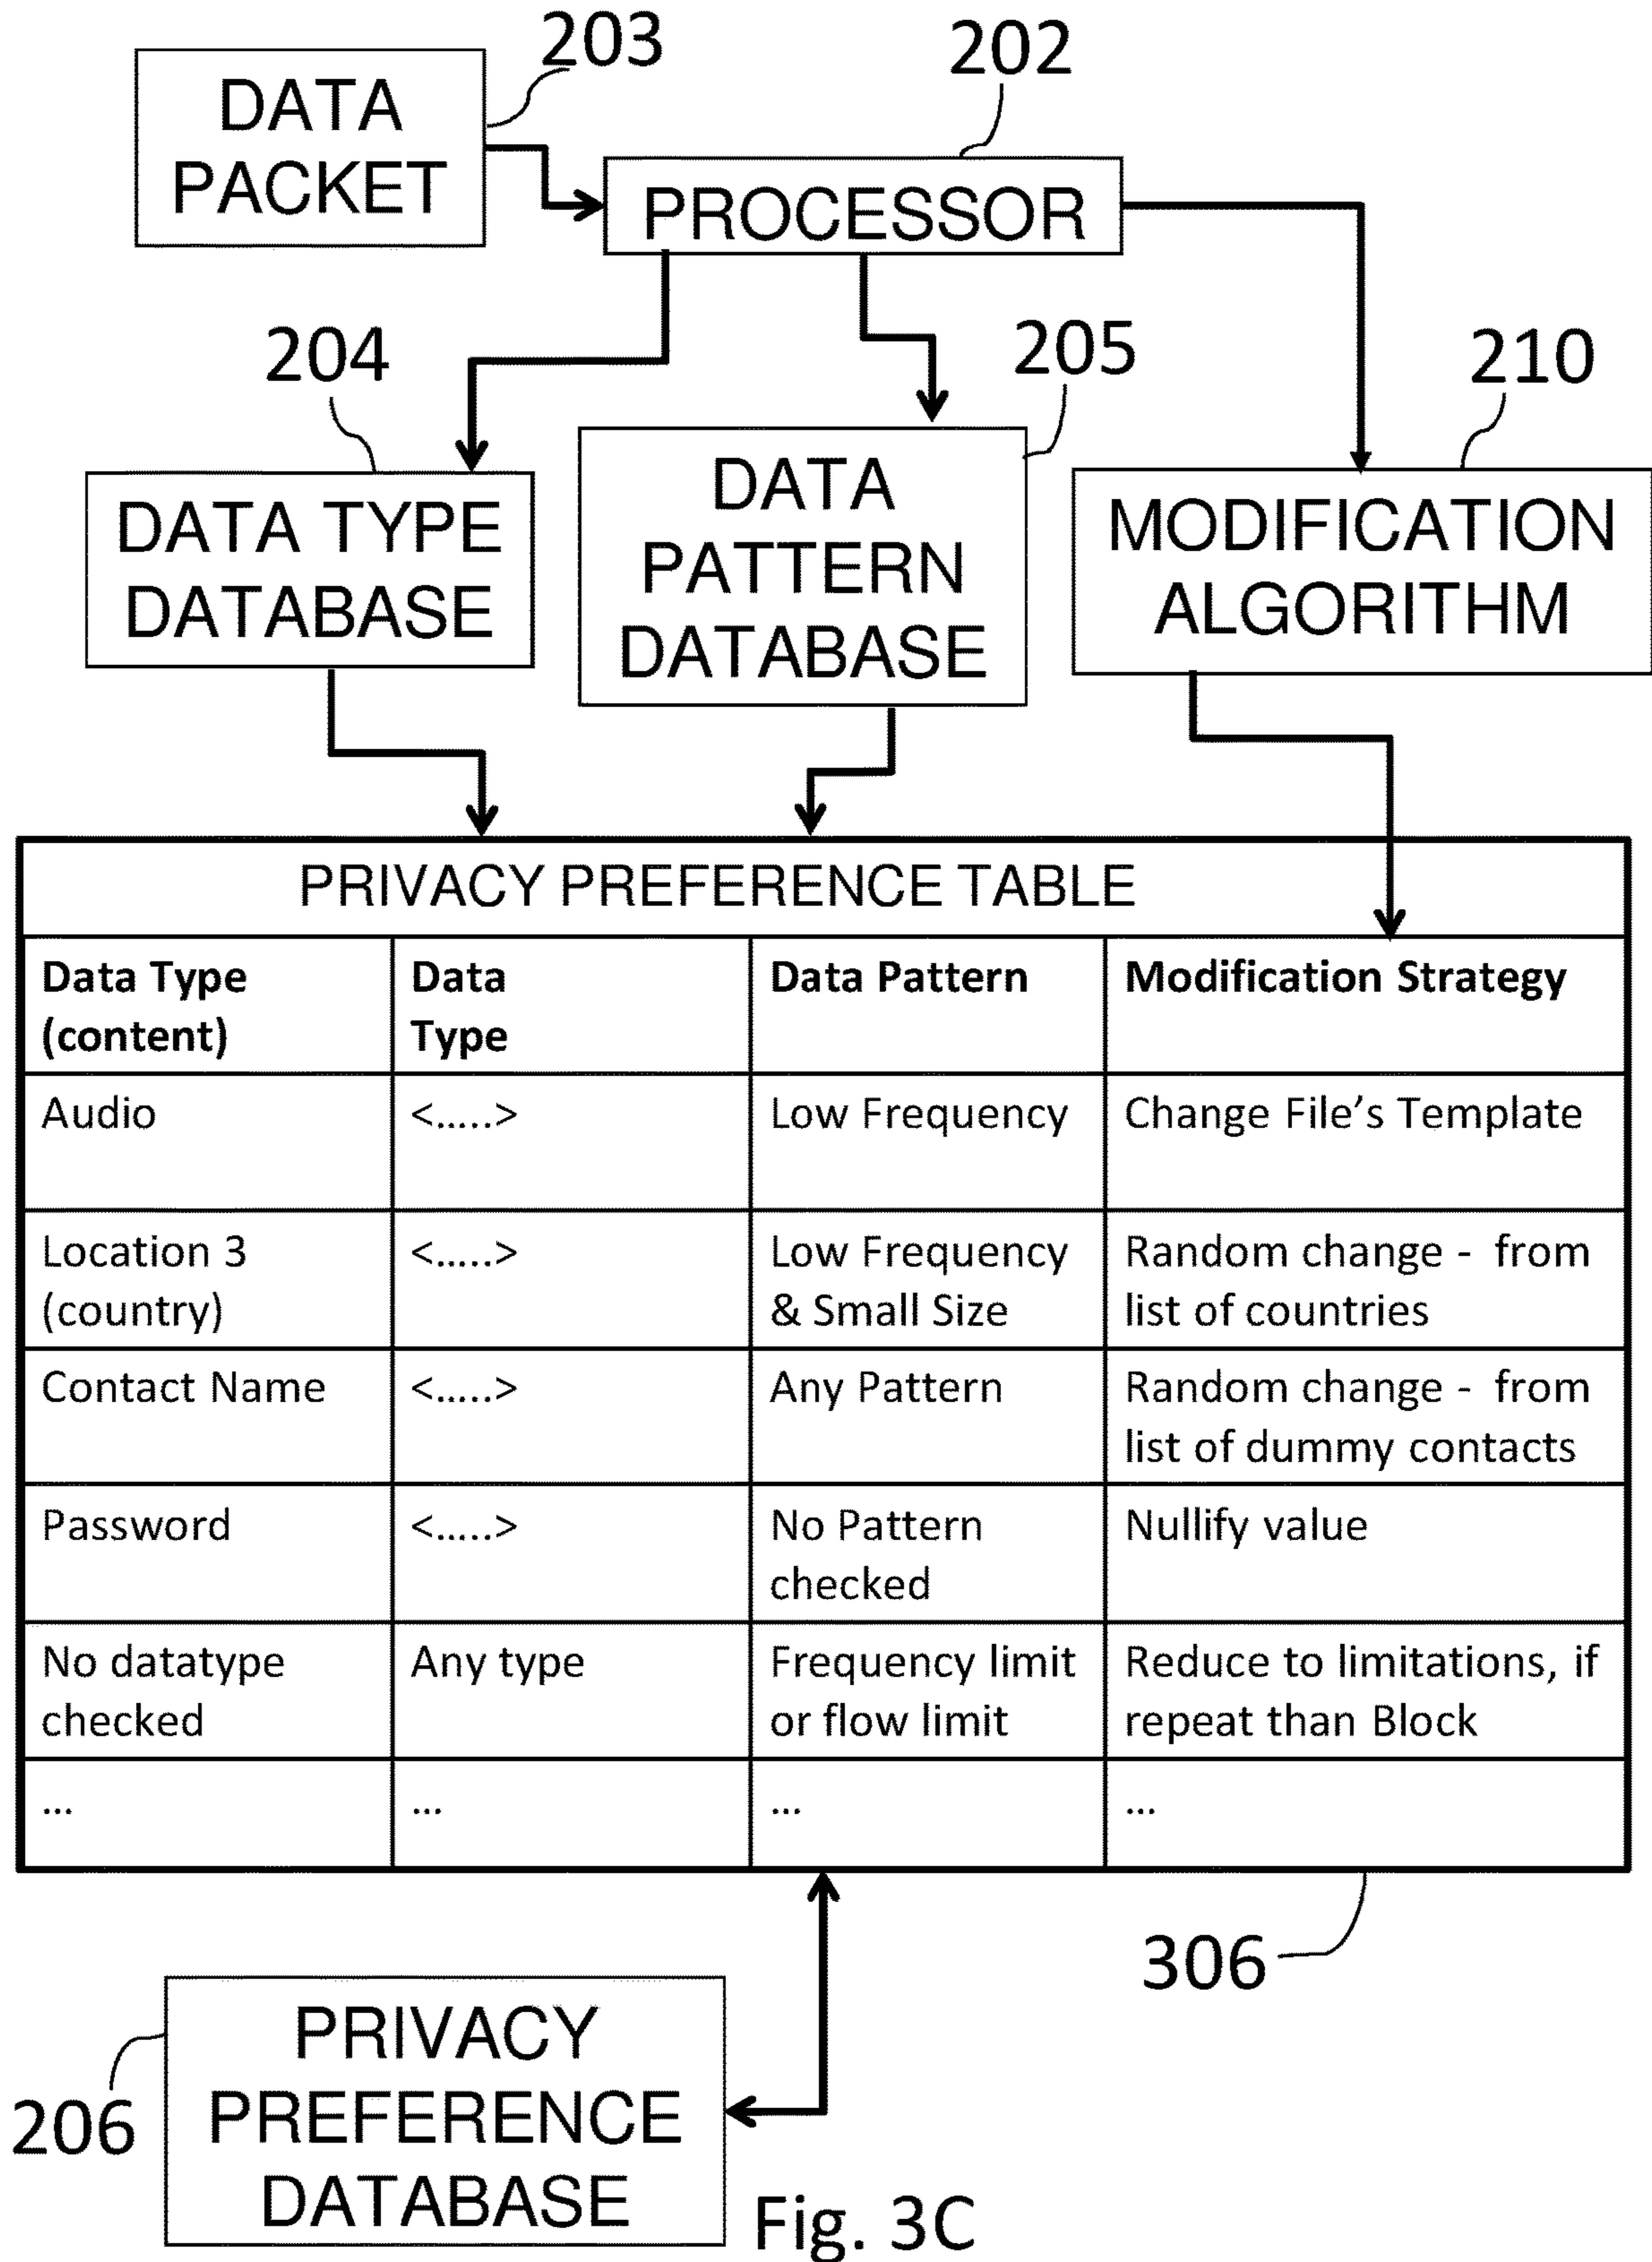 203
202
DATA
PACKET
PROCESSOR
204
205
210
DATA TYPE
DATABASE
DATA
PATTERN
DATABASE
MODIFICATION
ALGORITHM
PRIVACY PREFERENCE TABLE
Data Type
(content)
Data
Type
Data Pattern
Modification Strategy
Audio
<.....>
Low Frequency
Change File's Template
Location 3
(country)
<.....>
Low Frequency
& Small Size
Random change - from
list of countries
Contact Name
<.....>
Any Pattern
Random change - from
list of dummy contacts
Password
<.....>
No Pattern
checked
Nullify value
No datatype
checked
Any type
Frequency limit
or flow limit
Reduce to limitations, if
repeat than Block
...
...
...
...
306
206
PRIVACY
PREFERENCE
DATABASE
Fig. 3C